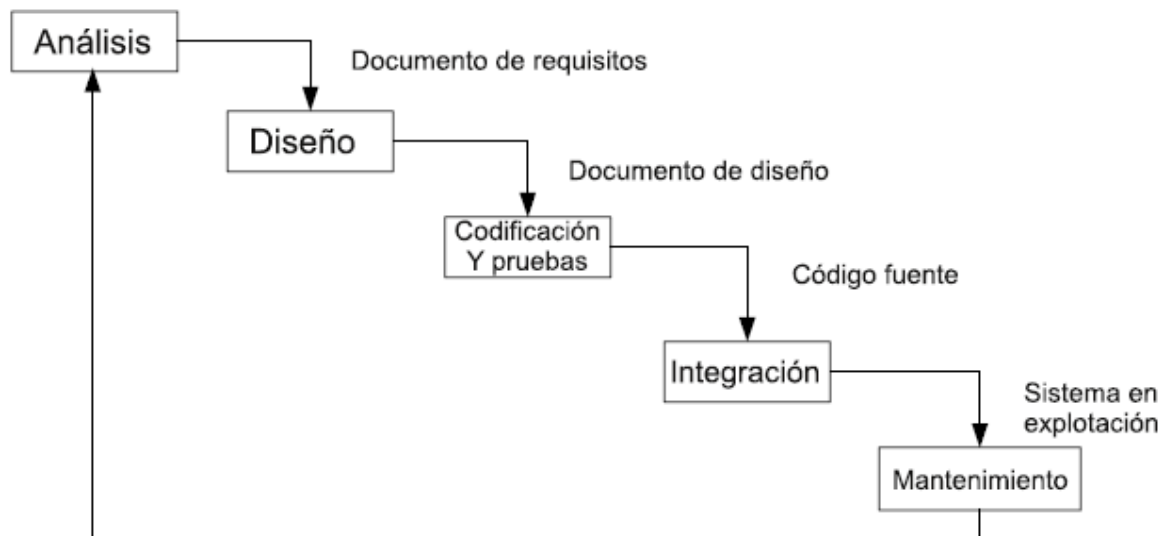 Análisis
Documento de requisitos
Diseño
Documento de diseño
Codificación
Y pruebas
Código fuente
Integración
Sistema en
explotación
Mantenimiento